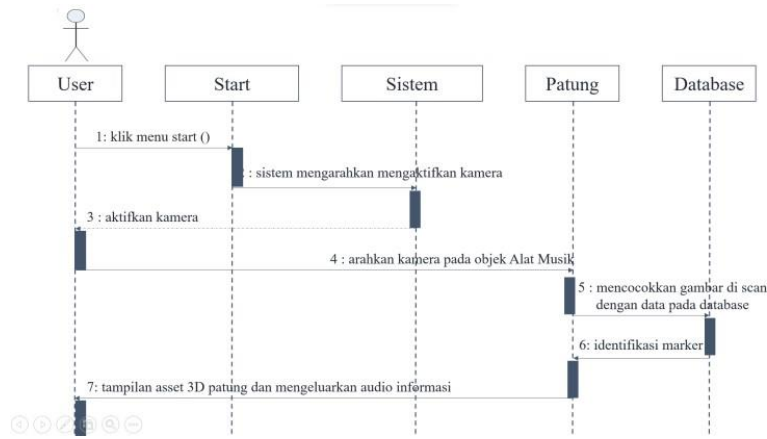 User
Start
Sistem
Patung
Database
1: klik menu start ()
: sistem mengarahkan mengaktifkan kamera
3 : aktifkan kamera
4 : arahkan kamera pada objek Alat Musik
5 : mencocokkan gambar di scan
dengan data pada database
6: identifikasi marker
7: tampilan asset 3D patung dan mengeluarkan audio informasi